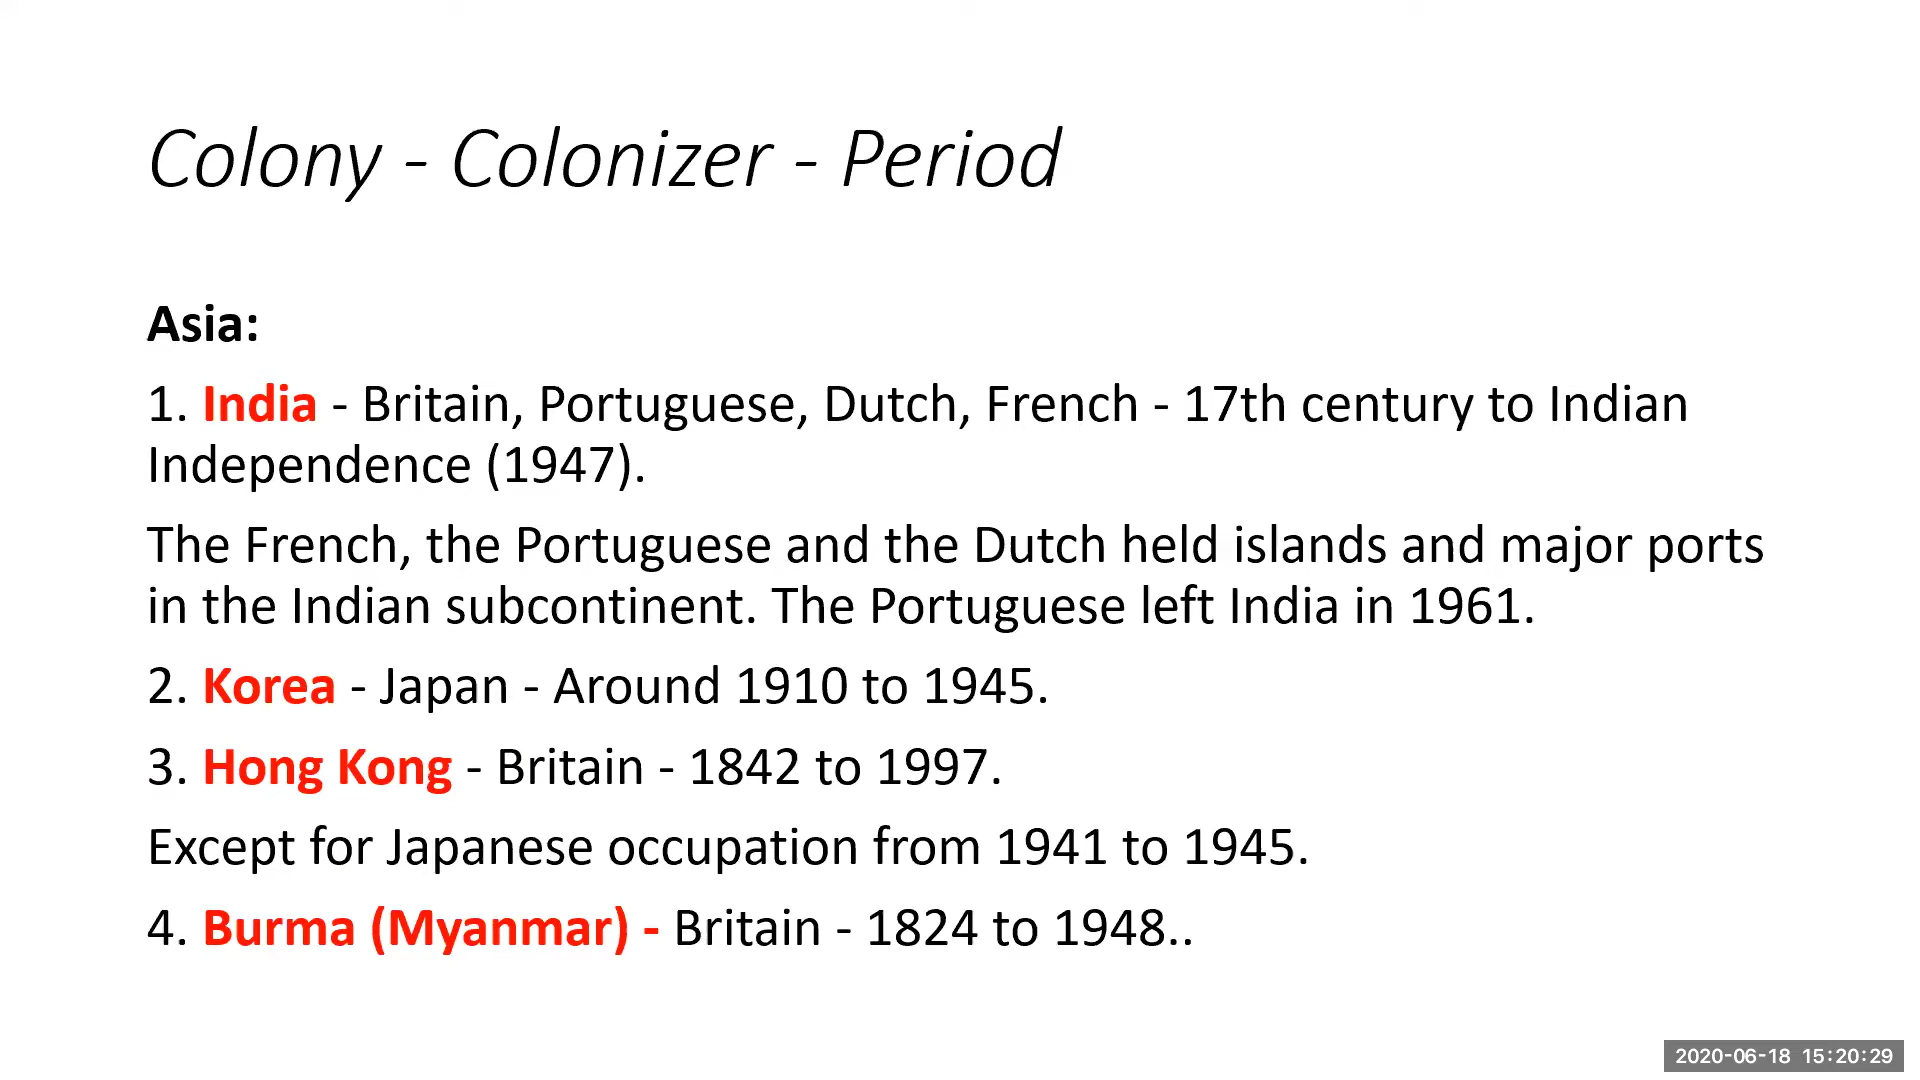 Colony - Colonizer - Period
Asia:
1. India - Britain, Portuguese, Dutch, French - 17th century to Indian
Independence (1947).
The French, the Portuguese and the Dutch held islands and major ports
in the Indian subcontinent. The Portuguese left India in 1961.
2. Korea - Japan - Around 1910 to 1945.
3. Hong Kong - Britain - 1842 to 1997.
Except for Japanese occupation from 1941 to 1945.
4. Burma (Myanmar) - Britain - 1824 to 1948..
2020-06-18 15:20:29